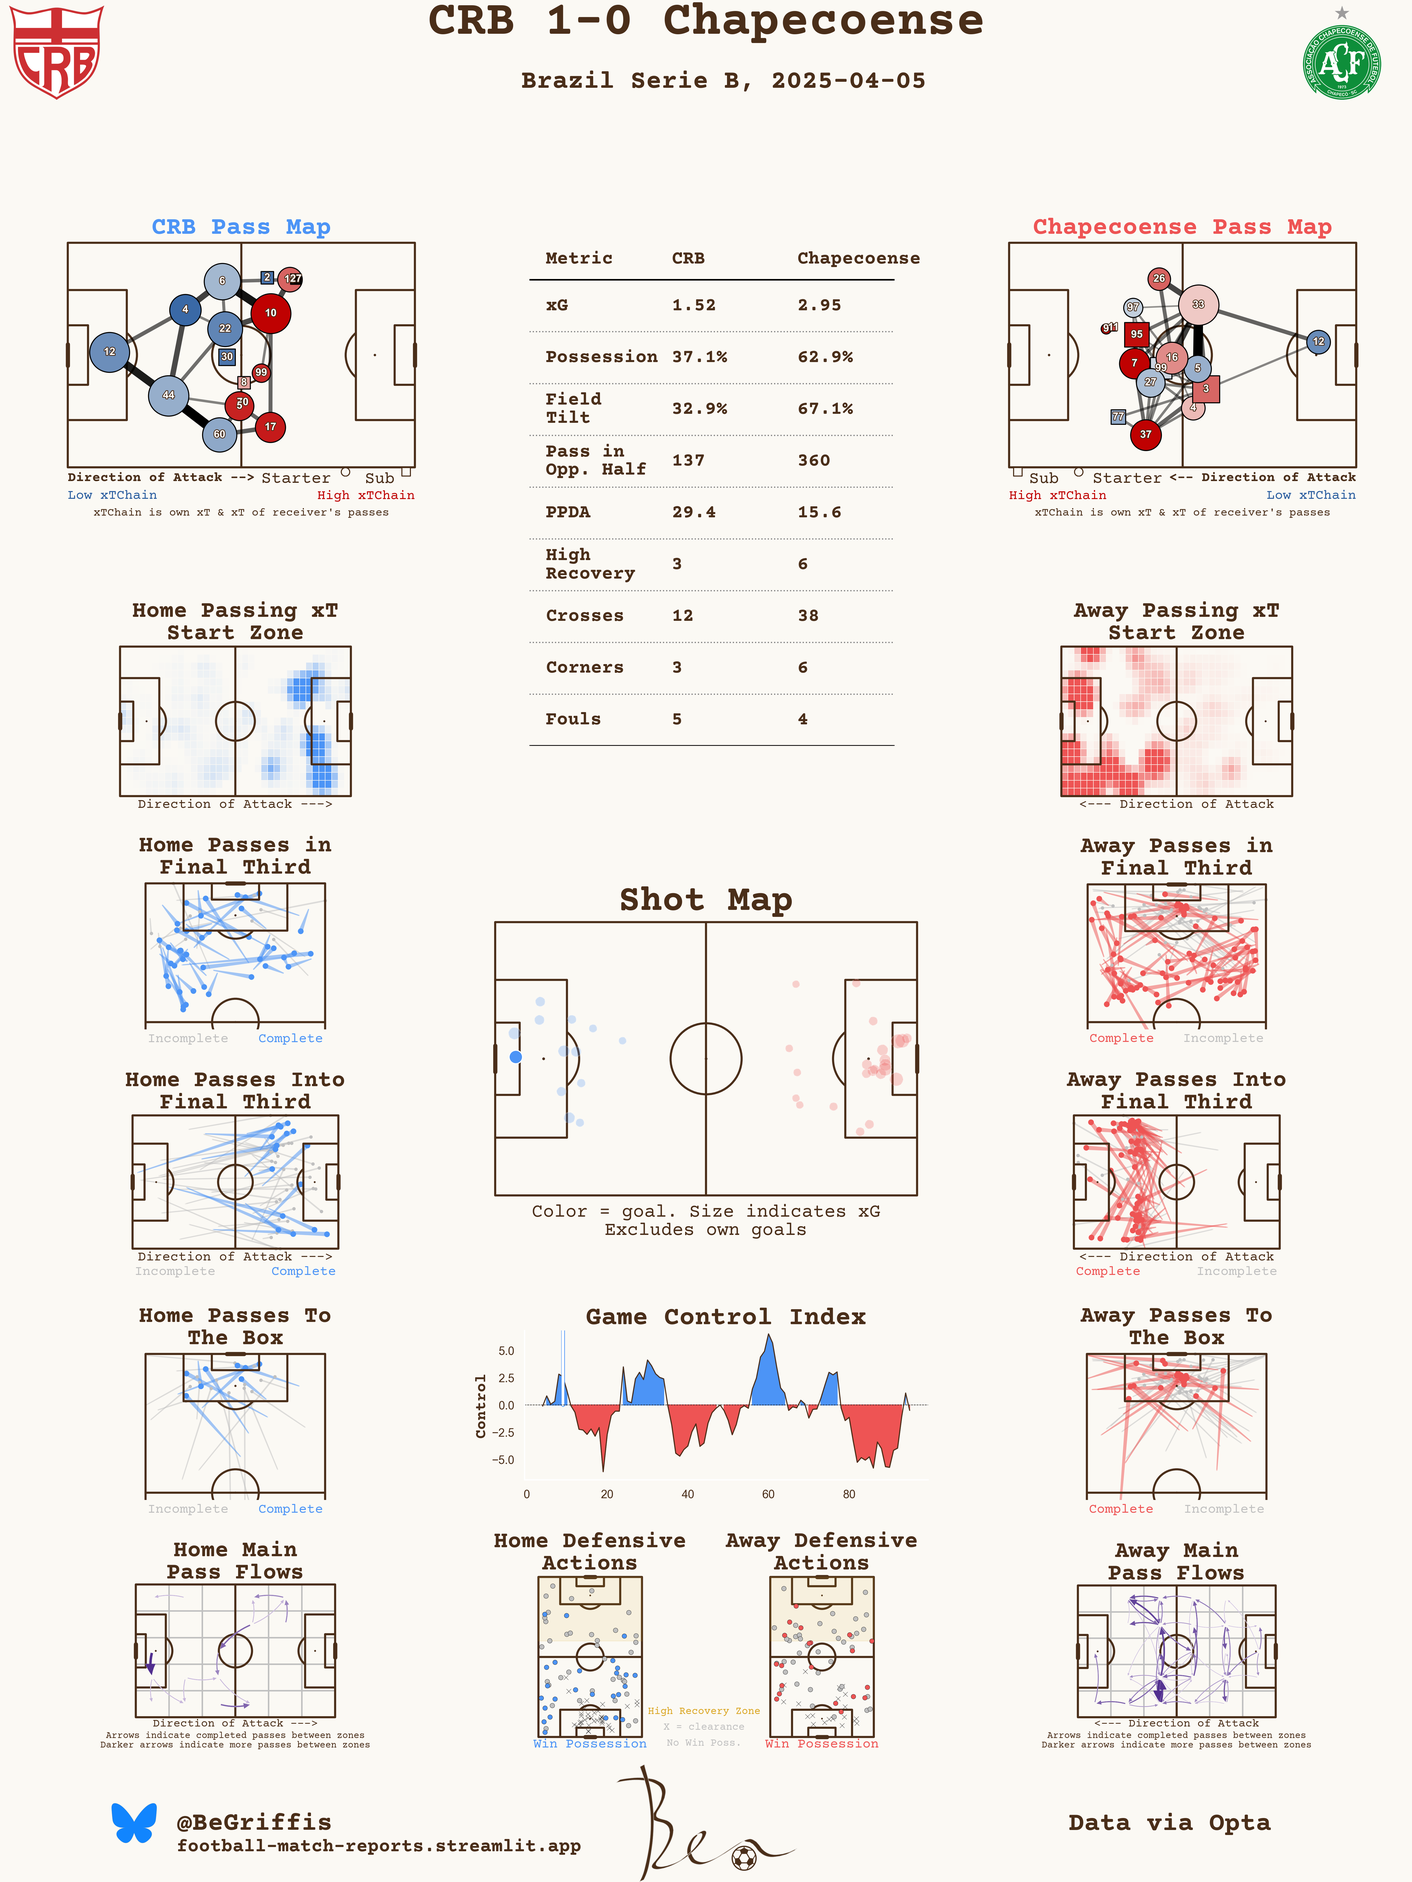 CRB 1-0 Chapecoense
Brazil Serie B, 2025-04-05
CRB
ASSOCIAÇÃO CHAPECOENSE DE FUTEBOL
ACF
1973
CHAPECÓ SC
CRB Pass Map
6
2
127
4
10
22
12
30
99
8
44
70
5
60
17
Direction of Attack --> Starter Sub
Low xTChain High xTChain
xTChain is own xT & xT of receiver's passes
Metric CRB Chapecoense
xG 1.52 2.95
Possession 37.1% 62.9%
Field
Tilt 32.9% 67.1%
Pass in
Opp. Half 137 360
PPDA 29.4 15.6
High
Recovery 3 6
Crosses 12 38
Corners 3 6
Fouls 5 4
Chapecoense Pass Map
26
97
33
911
95
12
7
16
99
5
27
3
77
4
37
Sub Starter <-- Direction of Attack
High xTChain Low xTChain
xTChain is own xT & xT of receiver's passes
Home Passing xT
Start Zone
Direction of Attack --->
Away Passing xT
Start Zone
<--- Direction of Attack
Home Passes in
Final Third
Incomplete Complete
Away Passes in
Final Third
Complete Incomplete
Shot Map
Color = goal. Size indicates xG
Excludes own goals
Home Passes Into
Final Third
Direction of Attack --->
Incomplete Complete
Away Passes Into
Final Third
<--- Direction of Attack
Complete Incomplete
Home Passes To
The Box
Incomplete Complete
Game Control Index
Control
5.0
2.5
0.0
−2.5
−5.0
0 20 40 60 80
Away Passes To
The Box
Complete Incomplete
Home Main
Pass Flows
Direction of Attack --->
Arrows indicate completed passes between zones
Darker arrows indicate more passes between zones
Home Defensive
Actions
Win Possession
High Recovery Zone
X = clearance
No Win Poss.
Away Defensive
Actions
Win Possession
Away Main
Pass Flows
<--- Direction of Attack
Arrows indicate completed passes between zones
Darker arrows indicate more passes between zones
@BeGriffis
football-match-reports.streamlit.app
Ben
Data via Opta